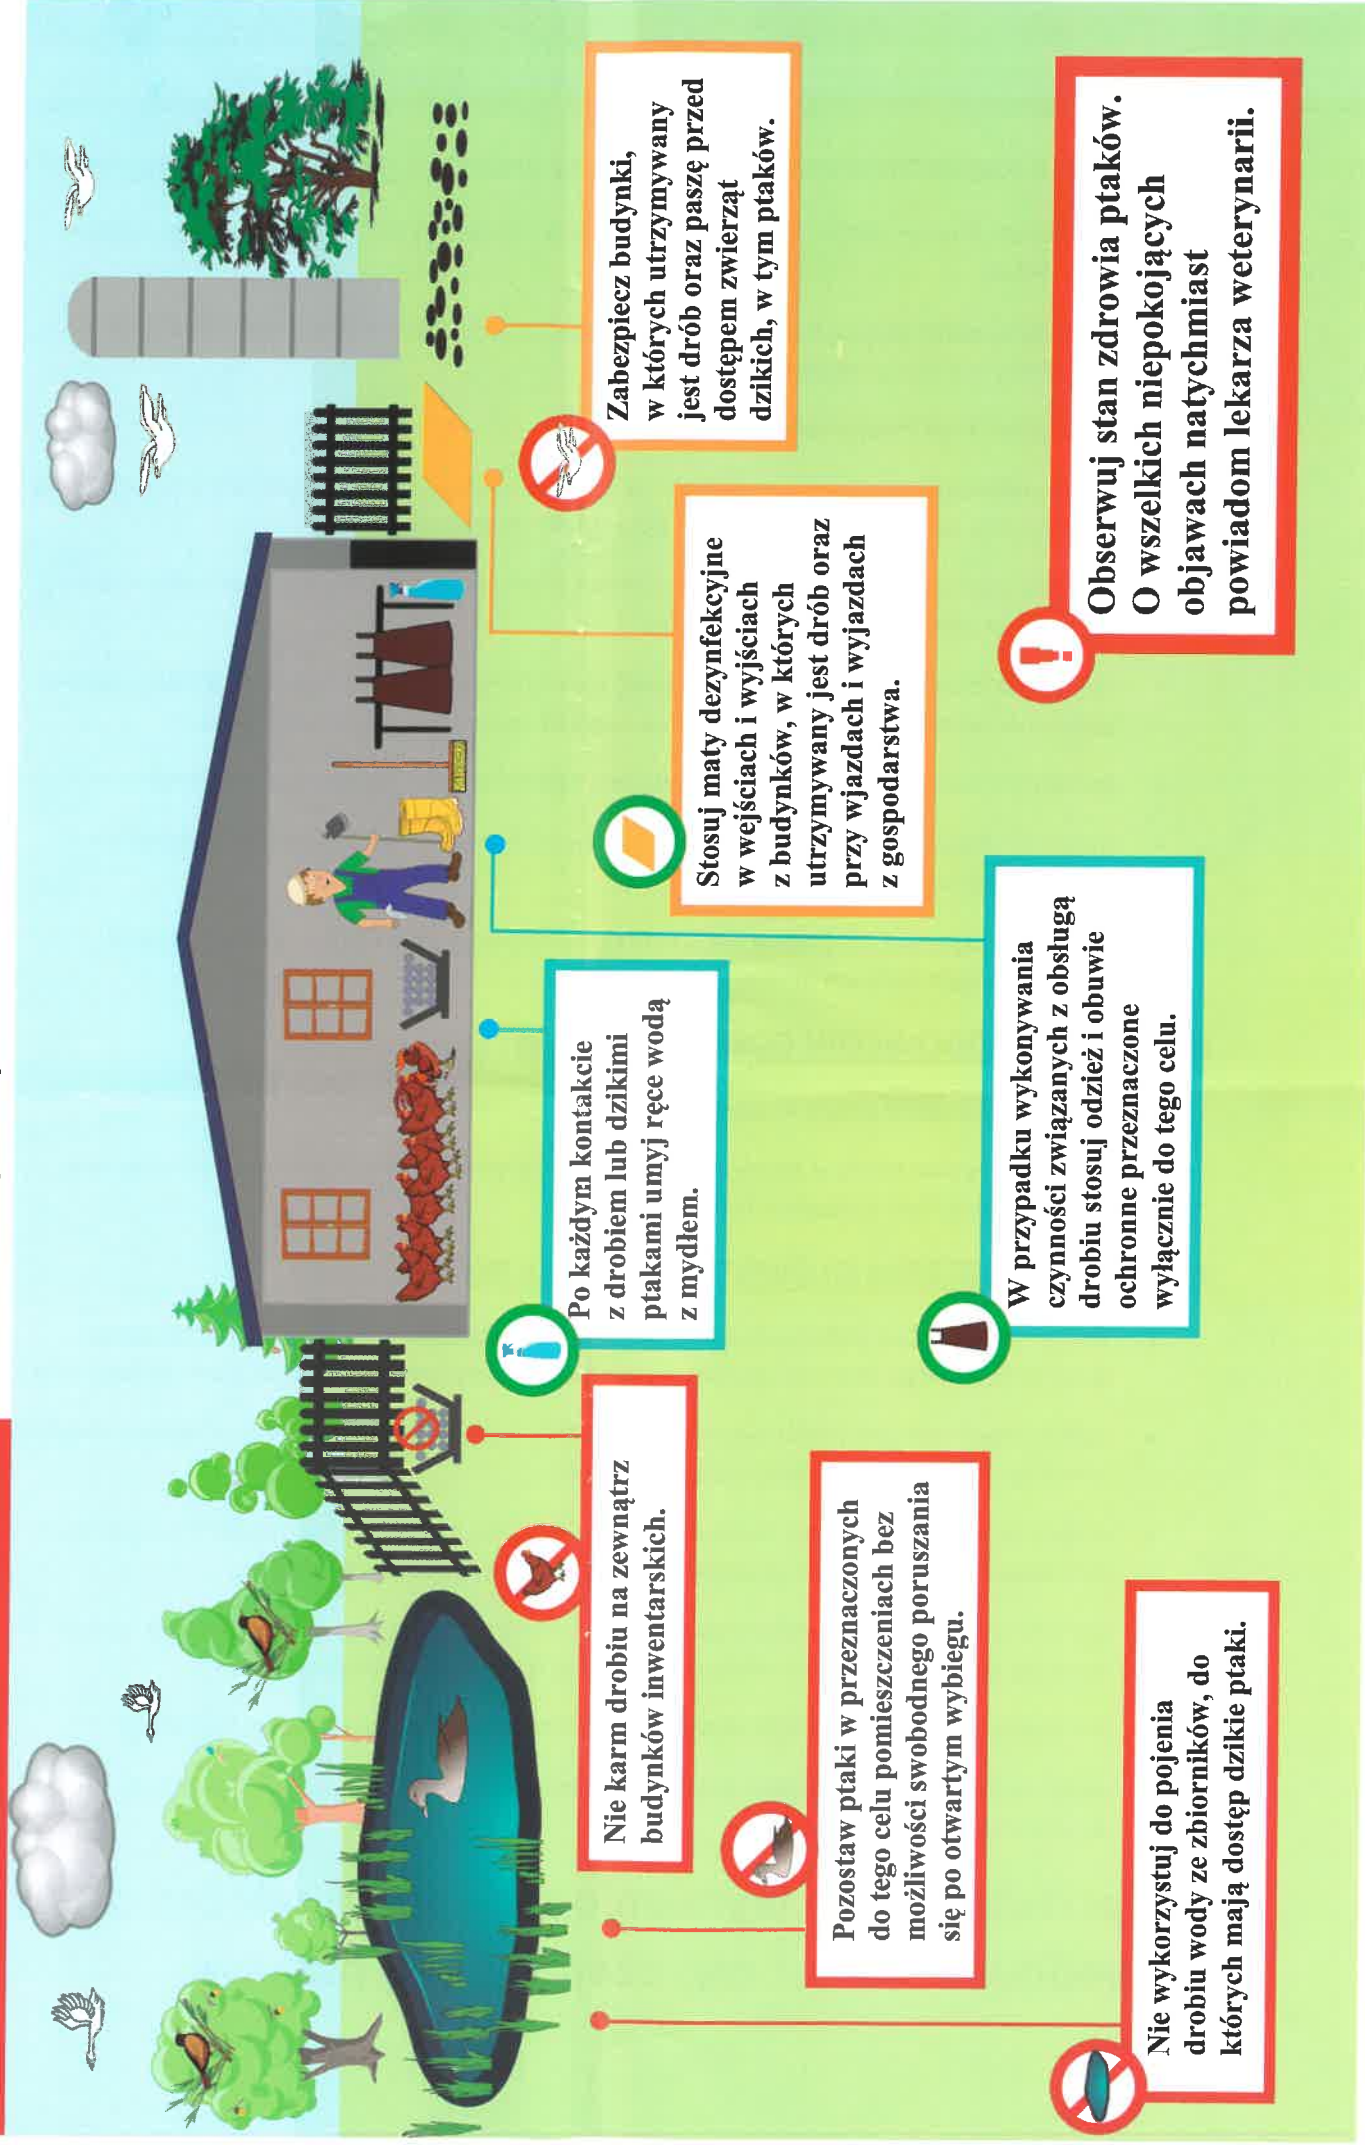 Nie karm drobiu na zewnątrz
budynków inwentarskich.
Pozostaw ptaki w przeznaczonych
do tego celu pomieszczeniach bez
możliwości swobodnego poruszania
się po otwartym wybiegu.
Nie wykorzystuj do pojenia
drobiu wody ze zbiorników, do
których mają dostęp dzikie ptaki.
Po każdym kontakcie
z drobiem lub dzikimi
ptakami umyj ręce wodą
z mydłem.
W przypadku wykonywania
czynności związanych z obsługą
drobiu stosuj odzież i obuwie
ochronne przeznaczone
wyłącznie do tego celu.
Stosuj maty dezynfekcyjne
w wejściach i wyjściach
z budynków, w których
utrzymywany jest drób oraz
przy wjazdach i wyjazdach
z gospodarstwa.
Zabezpiecz budynki,
w których utrzymywany
jest drób oraz paszę przed
dostępem zwierząt
dzikich, w tym ptaków.
Obserwuj stan zdrowia ptaków.
O wszelkich niepokojących
objawach natychmiast
powiadom lekarza weterynarii.